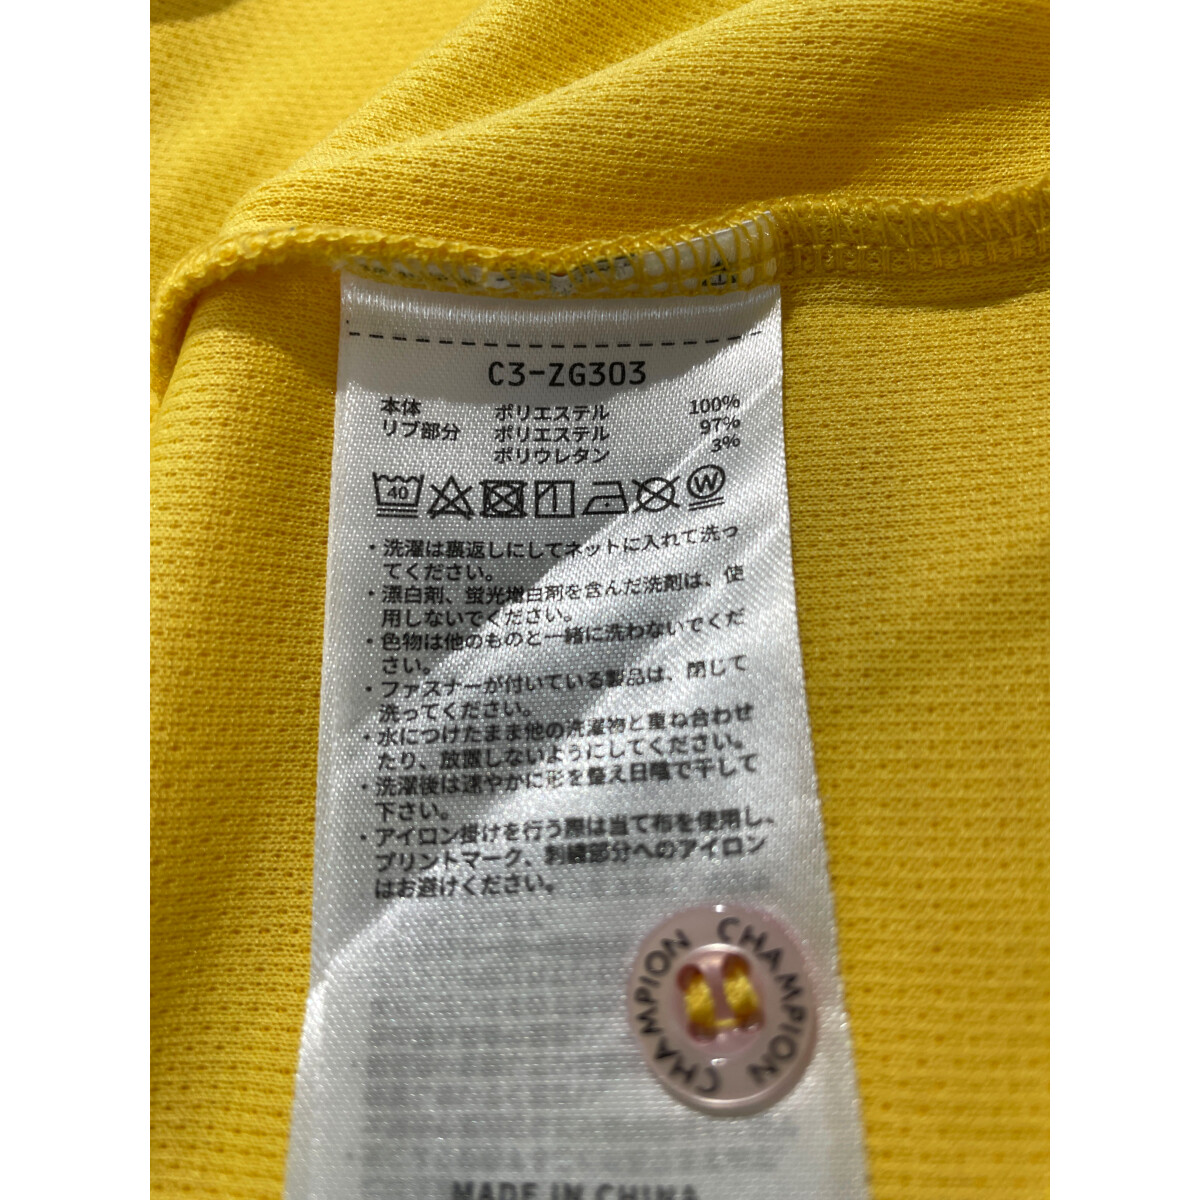 C3-ZG303
本体 ポリエステル 100%
リブ部分 ポリエステル 97%
ポリウレタン 3%
40 W
・洗濯は裏返しにしてネットに入れて洗っ
てください。
・漂白剤、蛍光増白剤を含んだ洗剤は、使
用しないでください。
・色物は他のものと一緒に洗わないでくだ
さい。
・ファスナーが付いている製品は、閉じて
洗ってください。
・水につけたまま他の洗濯物と重ね合わせ
たり、放置しないようにしてください。
・洗濯後は速やかに形を整え日陰で干して
下さい。
・アイロン掛けを行う際は当て布を使用し、
プリントマーク、刺繍部分へのアイロン
はお避けください。
CHAMPION CHAMPION
MADE IN CHINA